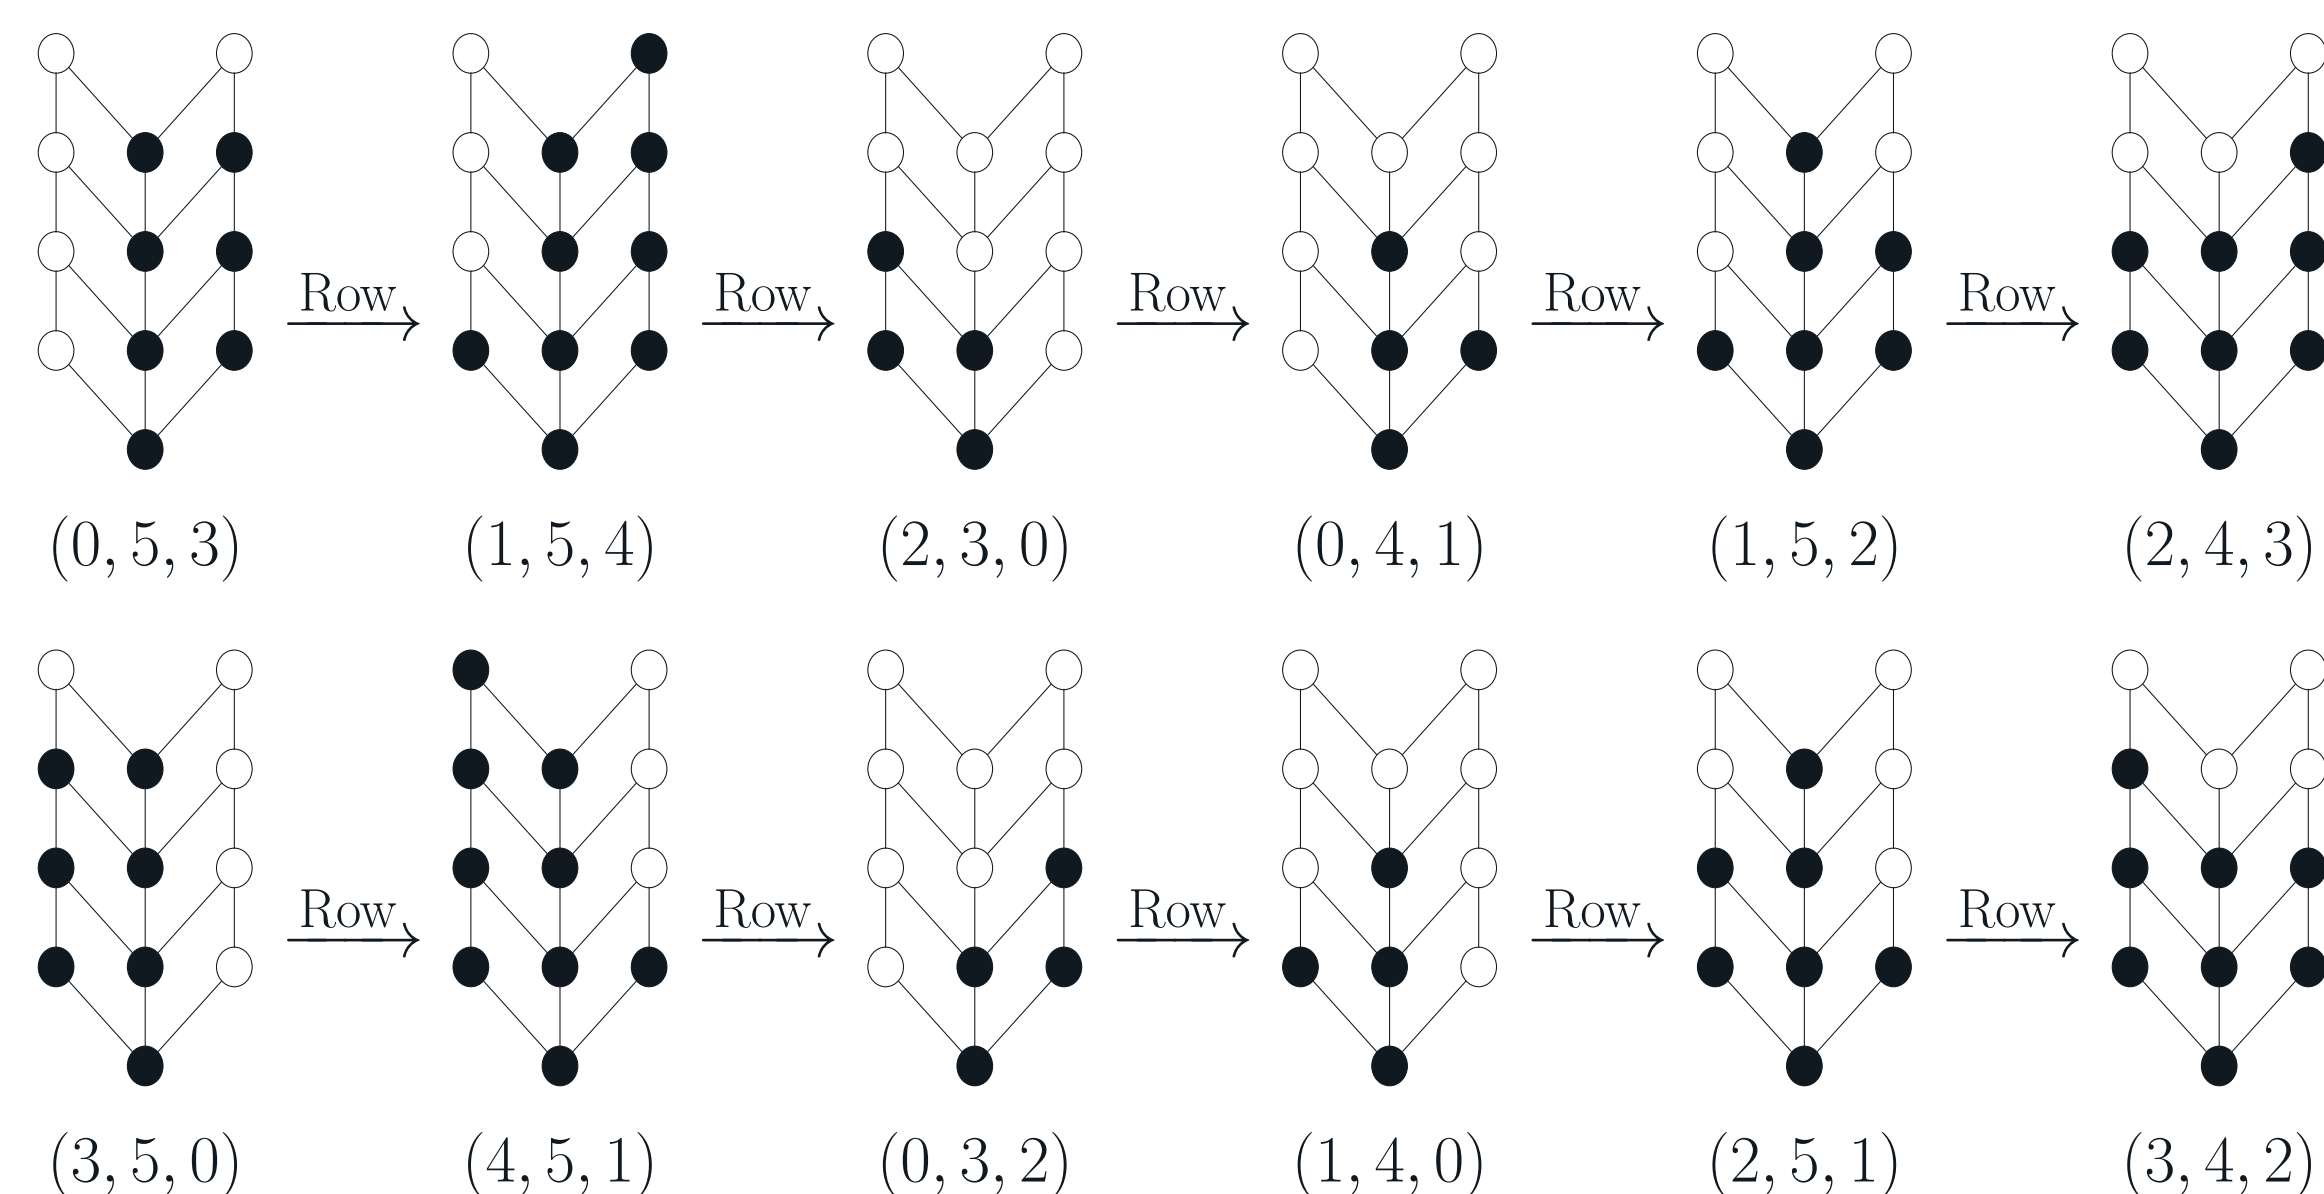 Row Row Row Row Row
(0, 5, 3) (1, 5, 4) (2, 3, 0) (0, 4, 1) (1, 5, 2) (2, 4, 3)
Row Row Row Row Row
(3, 5, 0) (4, 5, 1) (0, 3, 2) (1, 4, 0) (2, 5, 1) (3, 4, 2)